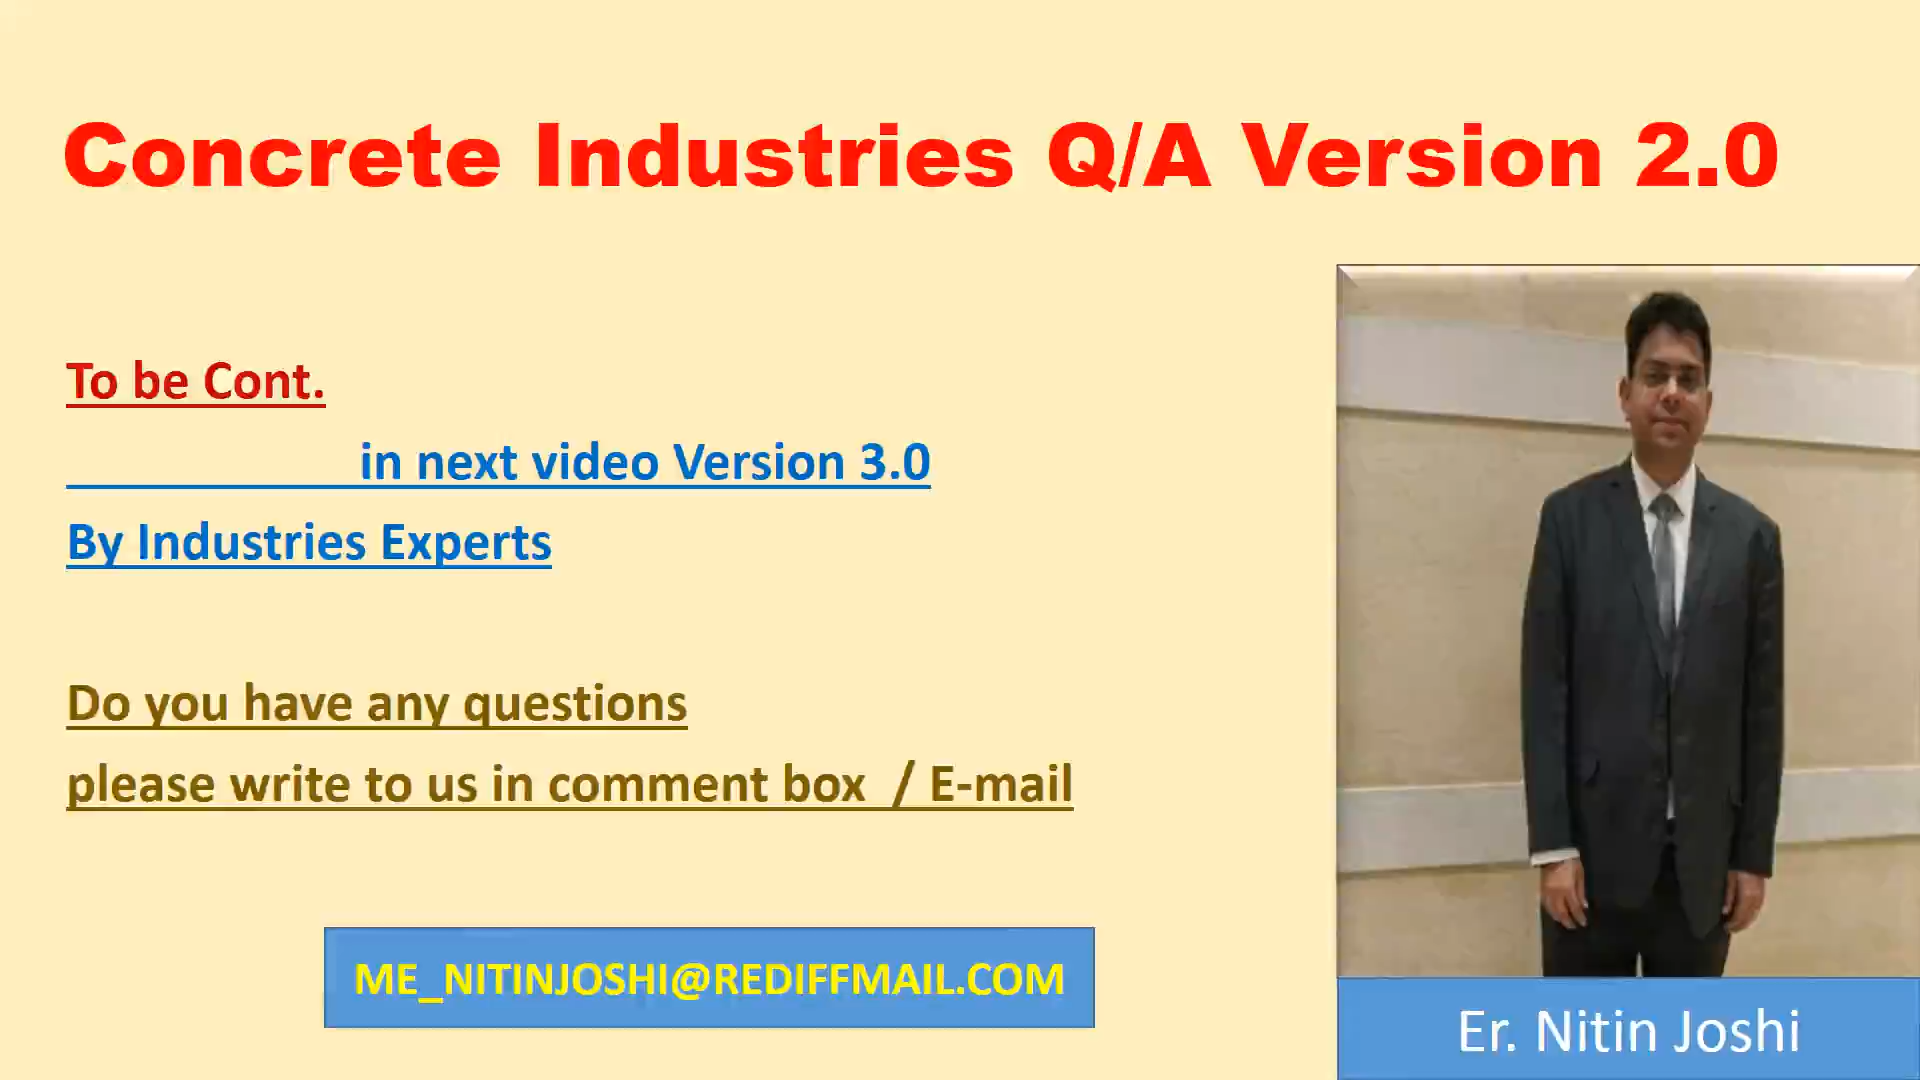 Concrete Industries Q/A Version 2.0
To be Cont.
in next video Version 3.0
By Industries Experts
Do you have any questions
please write to us in comment box / E-mail
ME_NITINJOSHI@REDIFFMAIL.COM
Er. Nitin Joshi